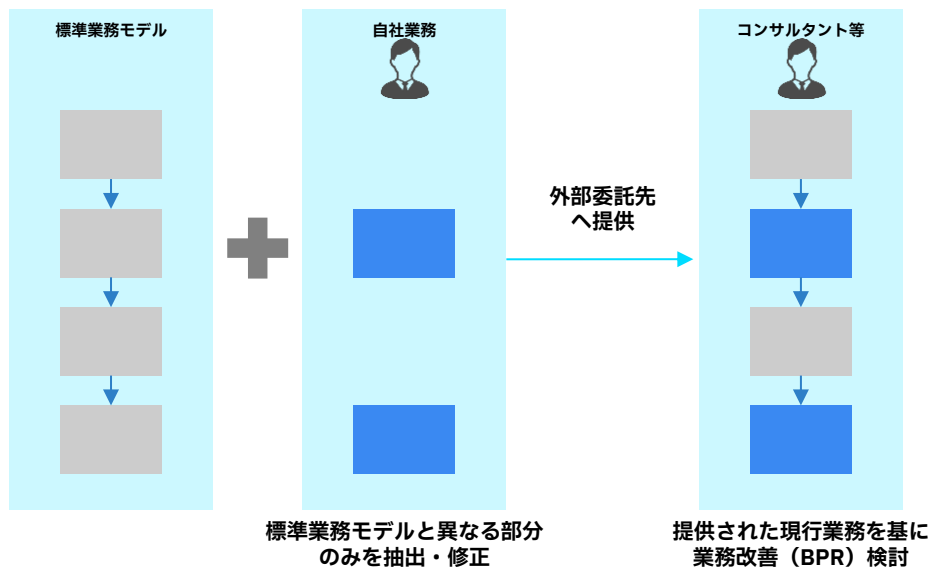 標準業務モデル
自社業務
コンサルタント等
外部委託先
へ提供
標準業務モデルと異なる部分
のみを抽出・修正
提供された現行業務を基に
業務改善（BPR）検討